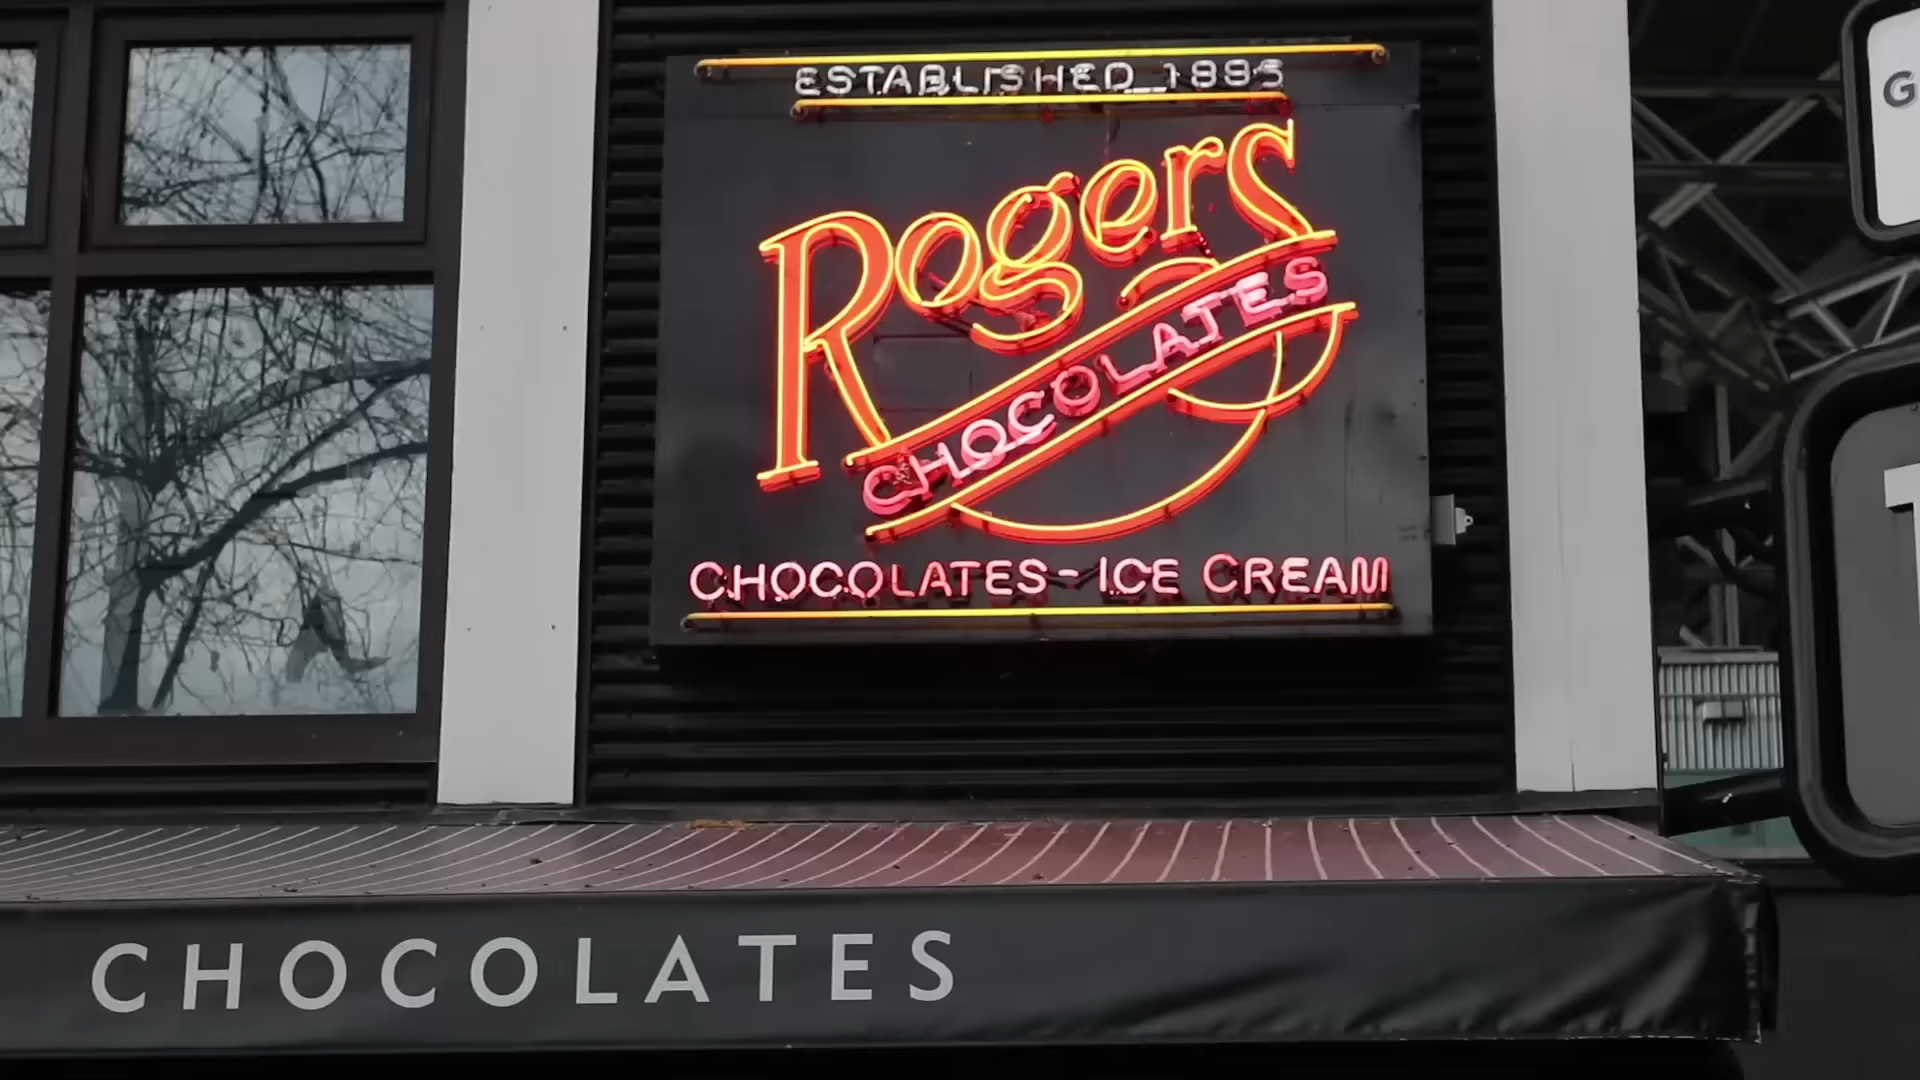 ESTABLISHED 1885
Rogers
CHOCOLATES
CHOCOLATES - ICE CREAM
CHOCOLATES
G
T